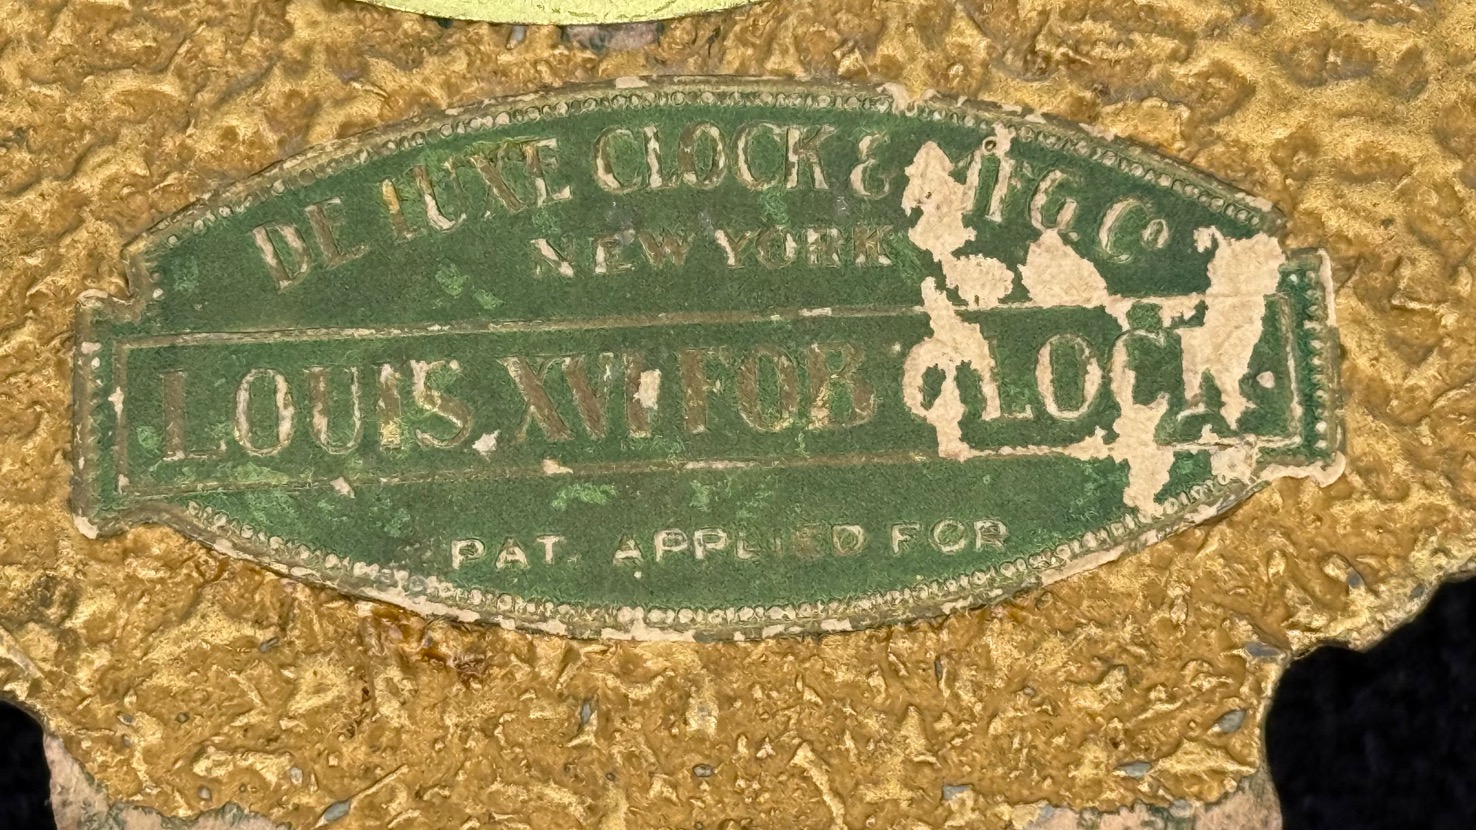 DE LUXE CLOCK & MFG. Co
NEW YORK
LOUIS XVI FOB CLOCK
PAT. APPLIED FOR